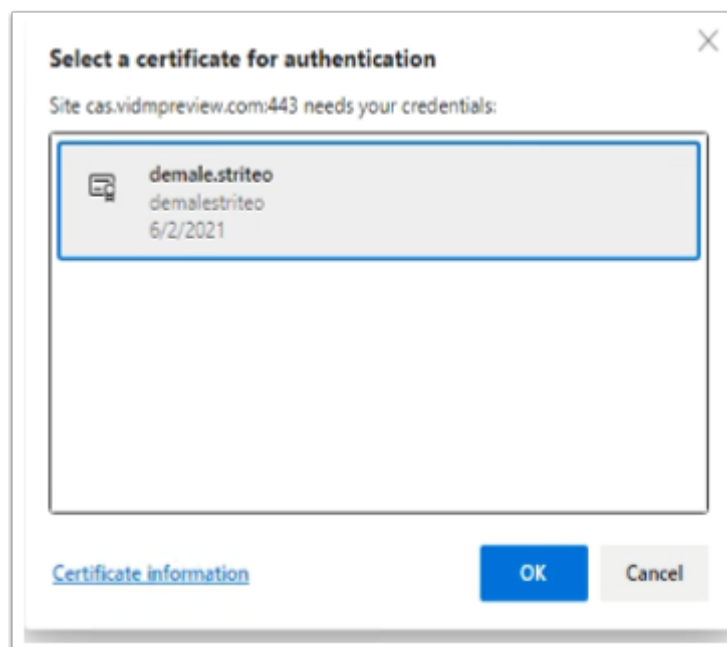 Select a certificate for authentication
Site cas.vidmpreview.com:443 needs your credentials:
demale.striteo
demalestriteo
6/2/2021
Certificate information
OK
Cancel